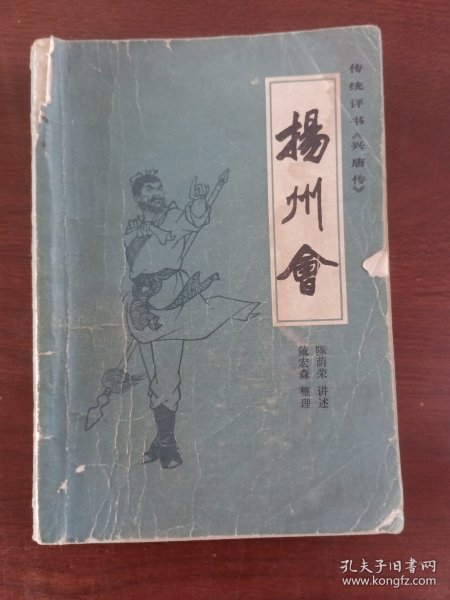 传统评书《兴唐传》
揚州會
陈荫荣 讲述
戴宏森 整理
孔夫子旧书网
www.kongfz.com